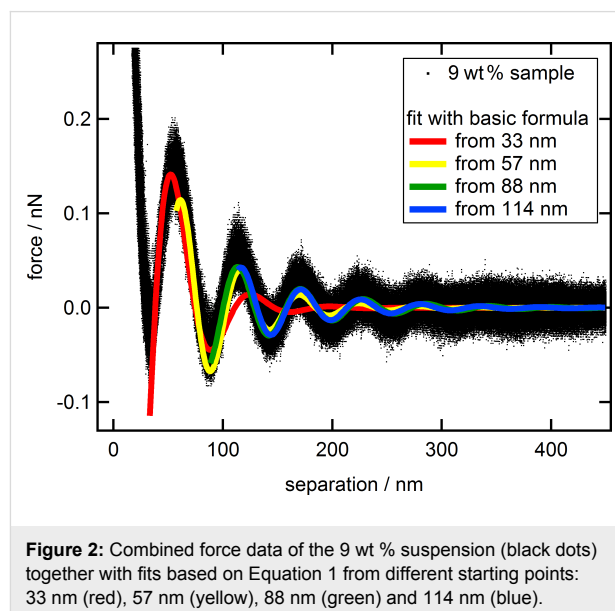 9 wt% sample
fit with basic formula
from 33 nm
from 57 nm
from 88 nm
from 114 nm
0.2
0.1
0.0
-0.1
force / nN
0
100
200
300
400
separation / nm
Figure 2: Combined force data of the 9 wt % suspension (black dots)
together with fits based on Equation 1 from different starting points:
33 nm (red), 57 nm (yellow), 88 nm (green) and 114 nm (blue).